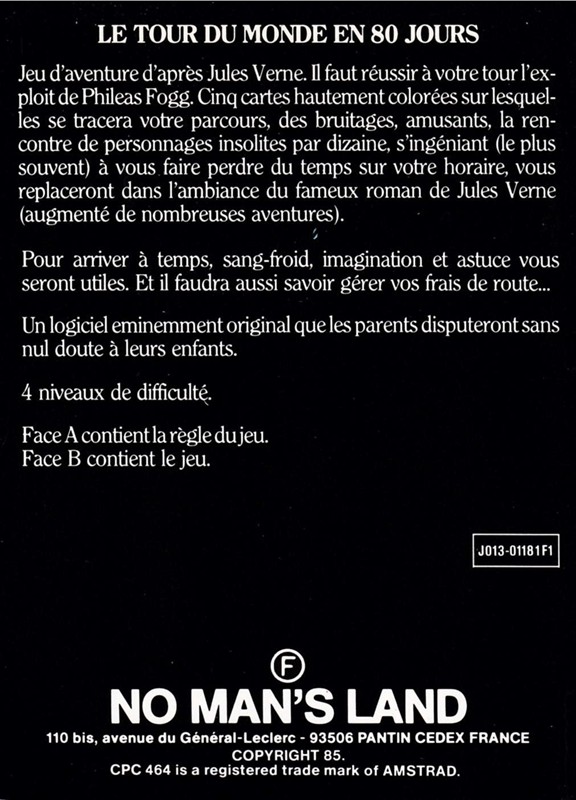 LE TOUR DU MONDE EN 80 JOURS
Jeu d'aventure d'après Jules Verne. Il faut réussir à votre tour l'ex-
ploit de Phileas Fogg. Cinq cartes hautement colorées sur lesquel-
les se tracera votre parcours, des bruitages, amusants, la ren-
contre de personnages insolites par dizaine, s'ingéniant (le plus
souvent) à vous faire perdre du temps sur votre horaire, vous
replaceront dans l'ambiance du fameux roman de Jules Verne
(augmenté de nombreuses aventures).
Pour arriver à temps, sang-froid, imagination et astuce vous
seront utiles. Et il faudra aussi savoir gérer vos frais de route...
Un logiciel eminemment original que les parents disputeront sans
nul doute à leurs enfants.
4 niveaux de difficulté.
Face A contient la règle du jeu.
Face B contient le jeu.
J013-01181F1
F
NO MAN'S LAND
110 bis, avenue du Général-Leclerc - 93506 PANTIN CEDEX FRANCE
COPYRIGHT 85.
CPC 464 is a registered trade mark of AMSTRAD.